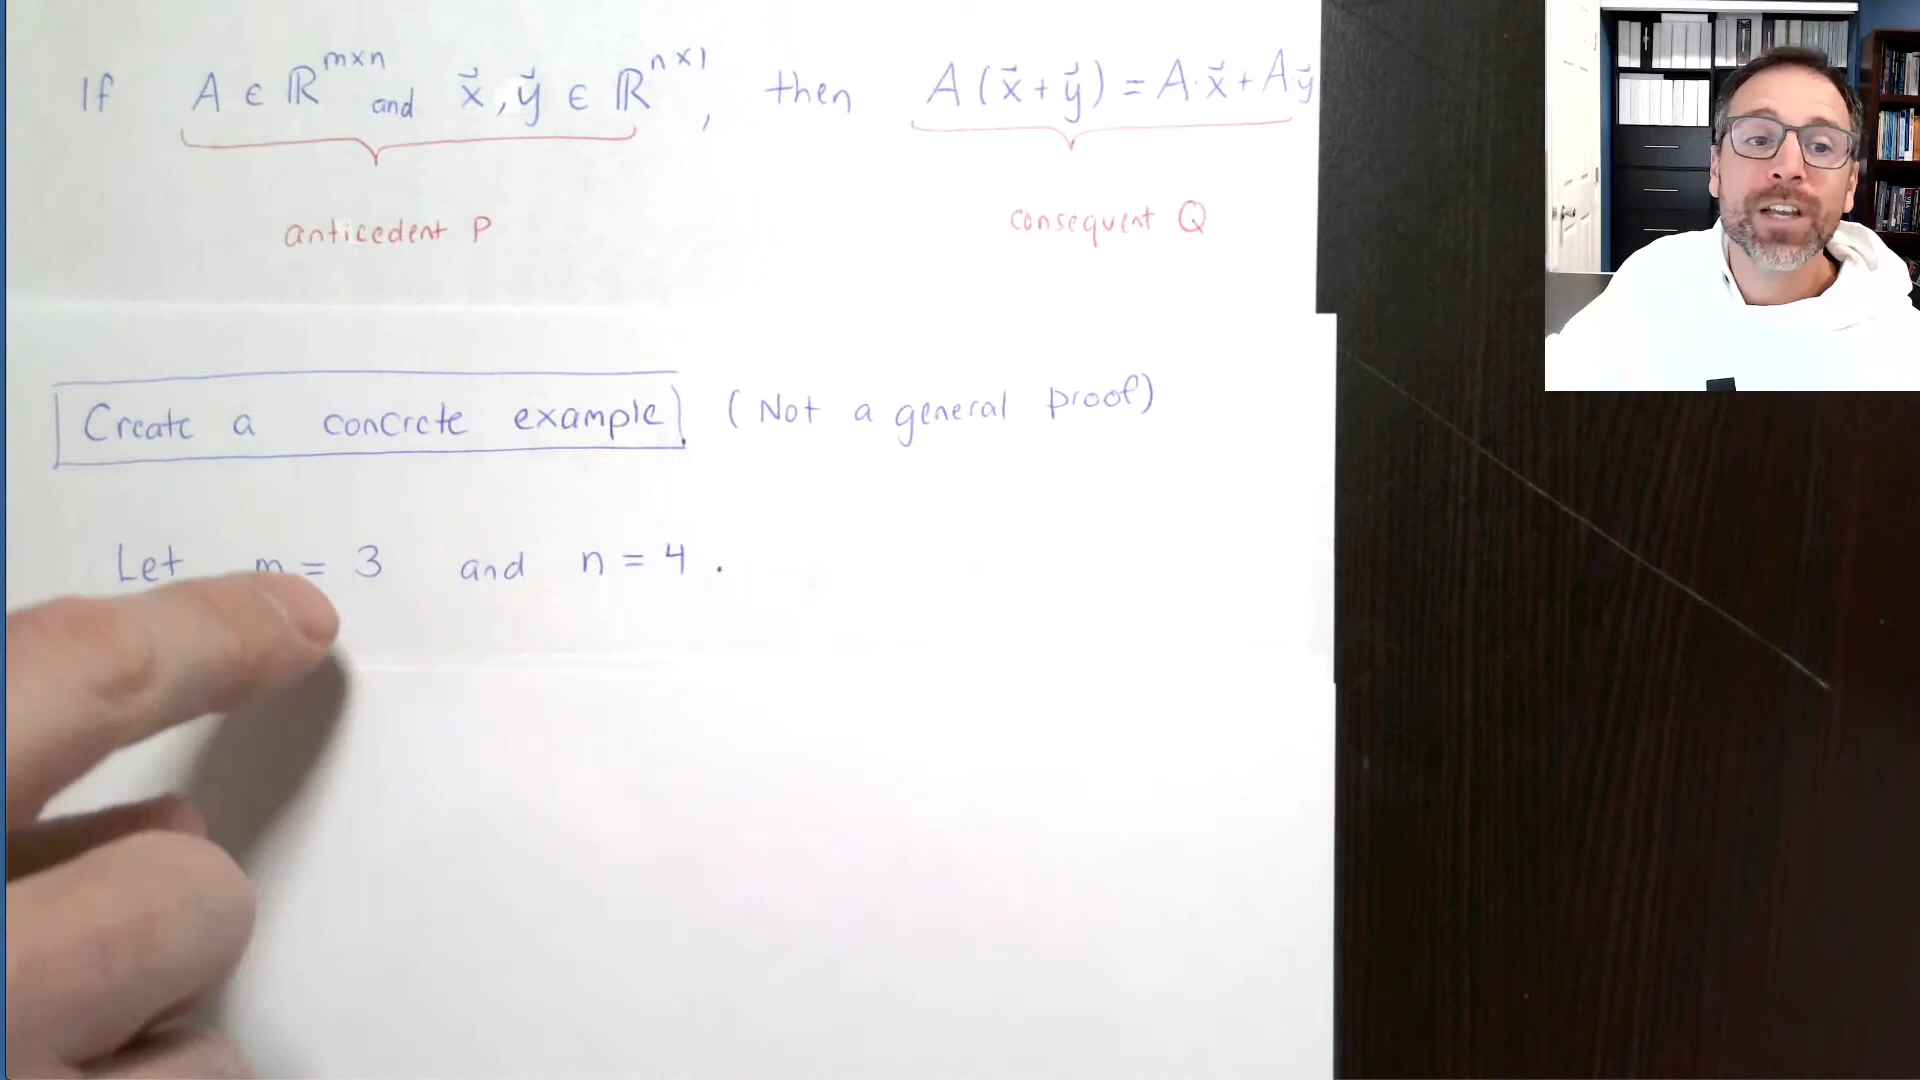 If A ∈ ℝ^{m×n} and x⃗, y⃗ ∈ ℝ^{n×1}, then A(x⃗ + y⃗) = A·x⃗ + A·y⃗
anticedent P
consequent Q
Create a concrete example (Not a general proof)
Let m = 3 and n = 4.